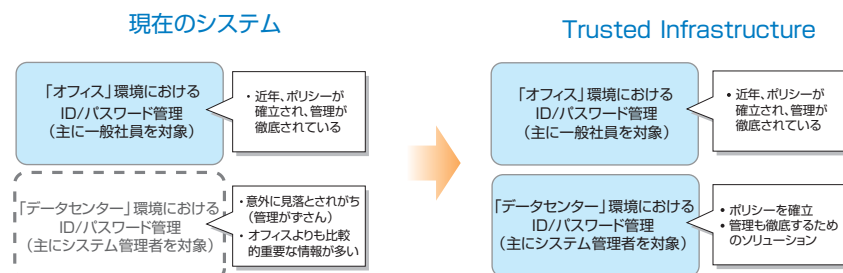 現在のシステム
「オフィス」環境における
ID/パスワード管理
（主に一般社員を対象）
・近年、ポリシーが
確立され、管理が
徹底されている
「データセンター」環境における
ID/パスワード管理
（主にシステム管理者を対象）
・意外に見落とされがち
（管理がずさん）
・オフィスよりも比較
的重要な情報が多い
Trusted Infrastructure
「オフィス」環境における
ID/パスワード管理
（主に一般社員を対象）
• 近年、ポリシーが
確立され、管理が
徹底されている
「データセンター」環境における
ID/パスワード管理
（主にシステム管理者を対象）
• ポリシーを確立
• 管理も徹底するため
のソリューション